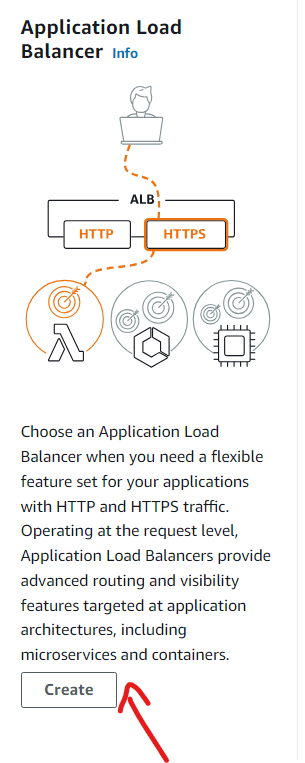 Application Load
Balancer Info
ALB
HTTP
HTTPS
Choose an Application Load
Balancer when you need a flexible
feature set for your applications
with HTTP and HTTPS traffic.
Operating at the request level,
Application Load Balancers provide
advanced routing and visibility
features targeted at application
architectures, including
microservices and containers.
Create